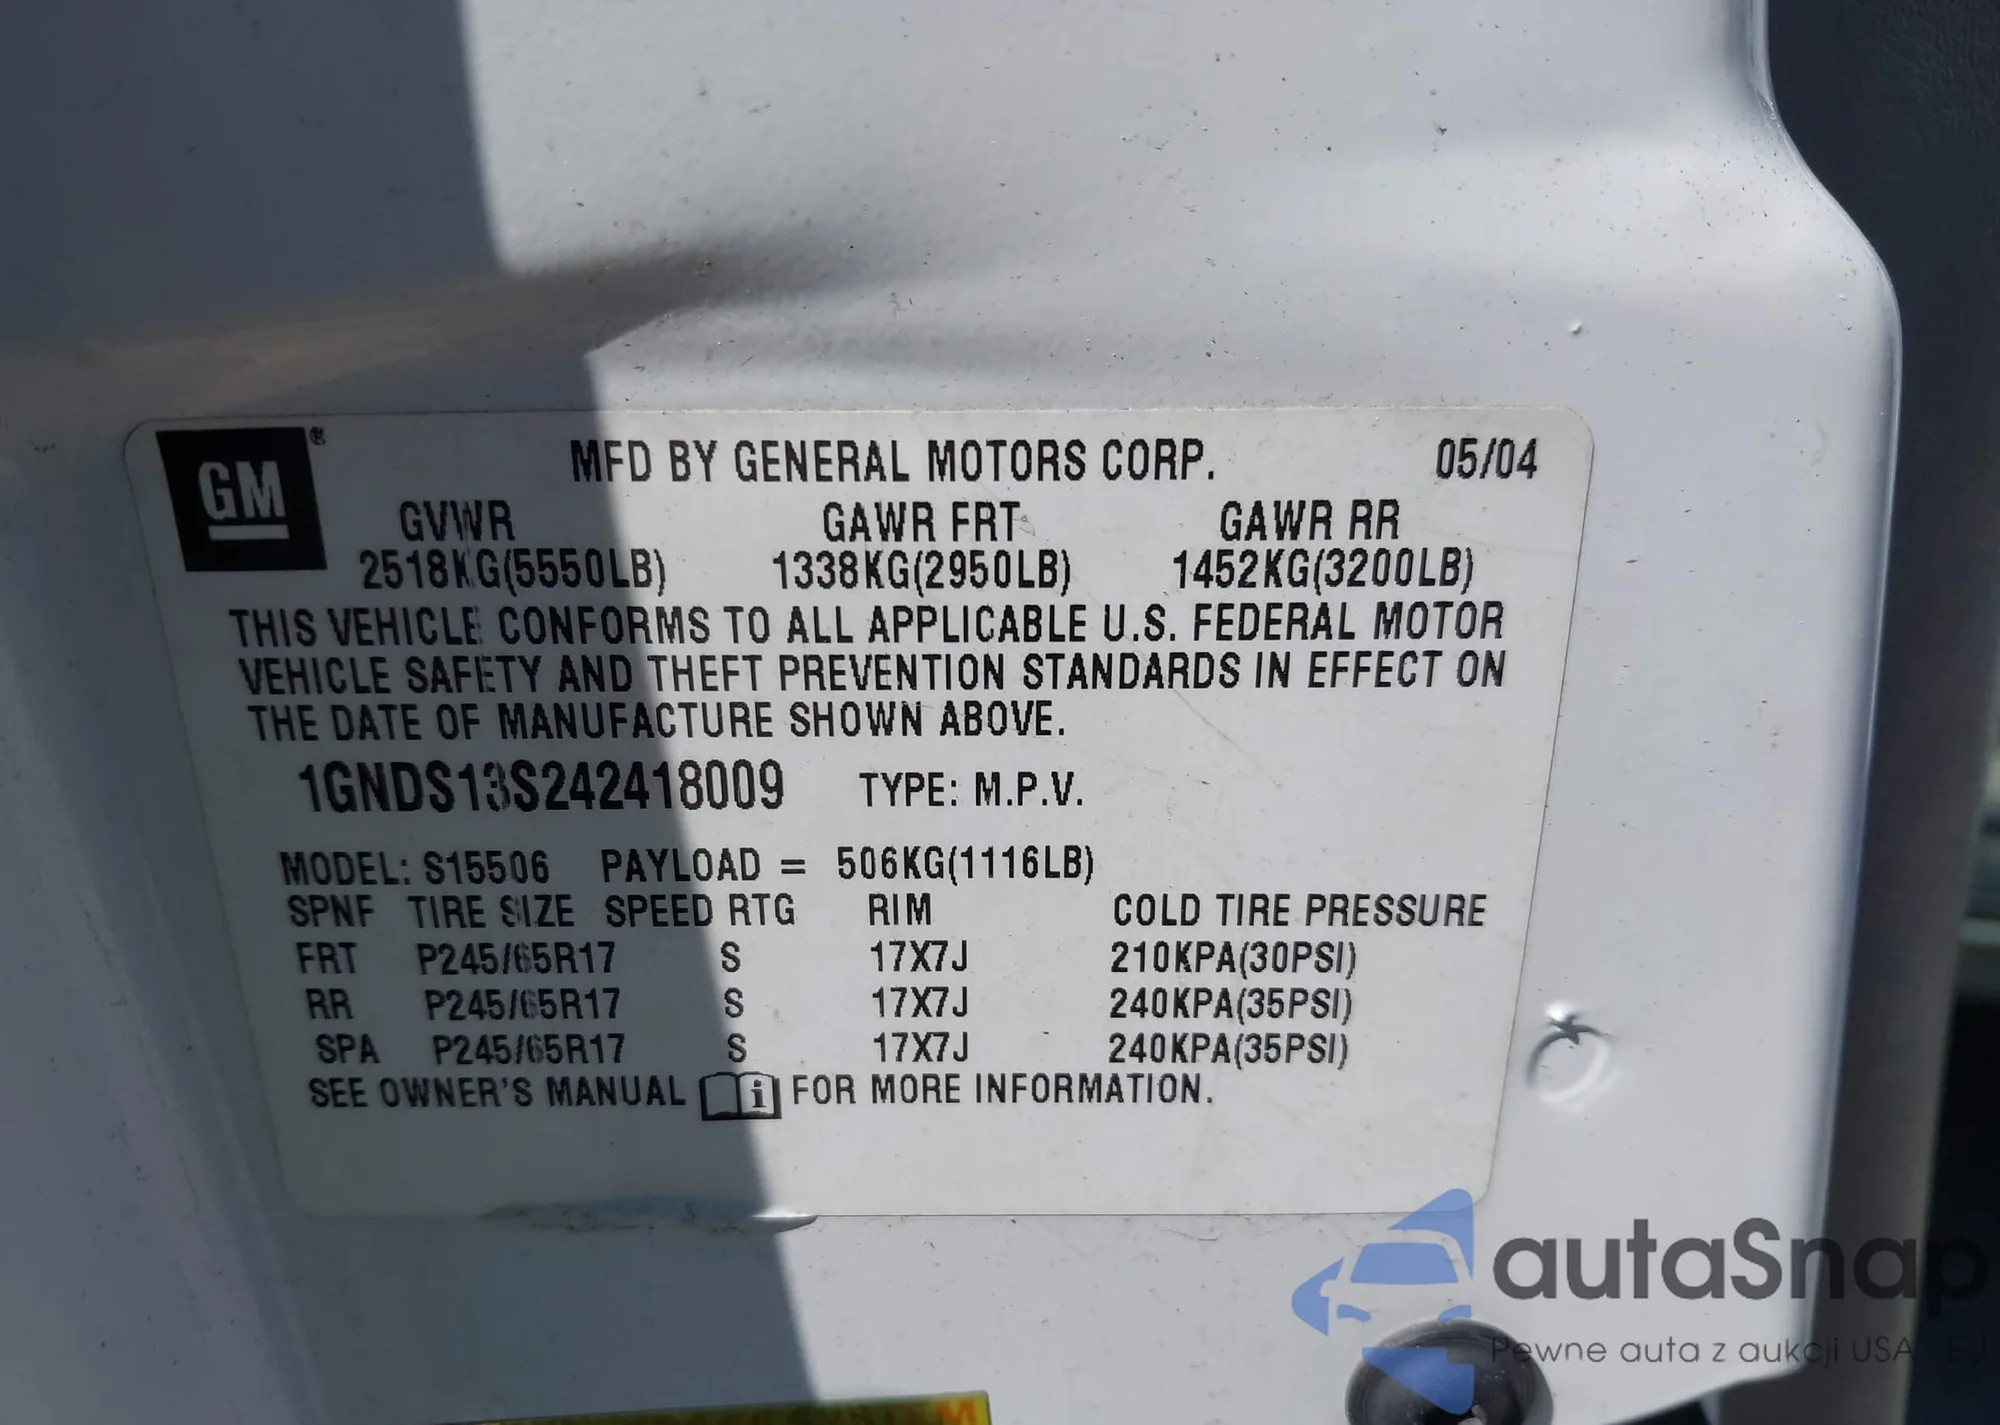 GM®
MFD BY GENERAL MOTORS CORP. 05/04
GVWR GAWR FRT GAWR RR
2518KG(5550LB) 1338KG(2950LB) 1452KG(3200LB)
THIS VEHICLE CONFORMS TO ALL APPLICABLE U.S. FEDERAL MOTOR
VEHICLE SAFETY AND THEFT PREVENTION STANDARDS IN EFFECT ON
THE DATE OF MANUFACTURE SHOWN ABOVE.
1GNDS13S242418009 TYPE: M.P.V.
MODEL: S15506 PAYLOAD = 506KG(1116LB)
SPNF TIRE SIZE SPEED RTG RIM COLD TIRE PRESSURE
FRT P245/65R17 S 17X7J 210KPA(30PSI)
RR P245/65R17 S 17X7J 240KPA(35PSI)
SPA P245/65R17 S 17X7J 240KPA(35PSI)
SEE OWNER'S MANUAL i FOR MORE INFORMATION.
autaSnap
Pewne auta z aukcji USA